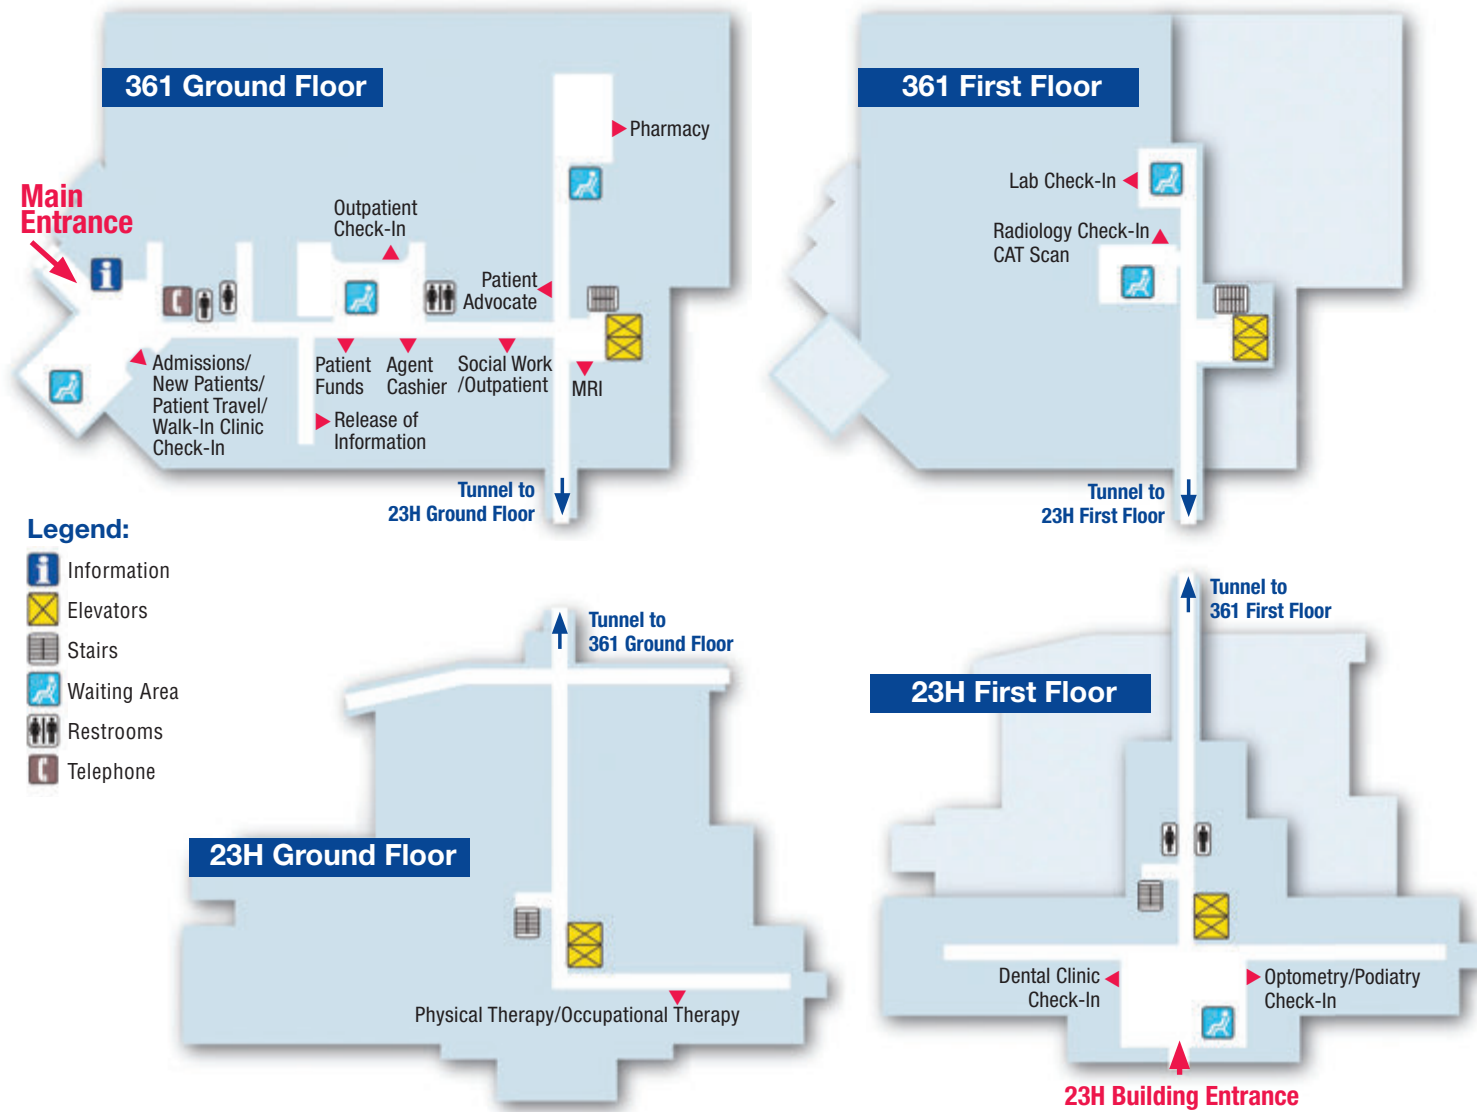 361 Ground Floor
Pharmacy
Main
Entrance
Outpatient
Check-In
Patient
Advocate
Admissions/
New Patients/
Patient Travel/
Walk-In Clinic
Check-In
Patient
Funds
Agent
Cashier
Social Work
/Outpatient
MRI
Release of
Information
Tunnel to
23H Ground Floor
361 First Floor
Lab Check-In
Radiology Check-In
CAT Scan
Tunnel to
23H First Floor
Legend:
Information
Elevators
Stairs
Waiting Area
Restrooms
Telephone
Tunnel to
361 Ground Floor
23H Ground Floor
Physical Therapy/Occupational Therapy
Tunnel to
361 First Floor
23H First Floor
Dental Clinic
Check-In
Optometry/Podiatry
Check-In
23H Building Entrance